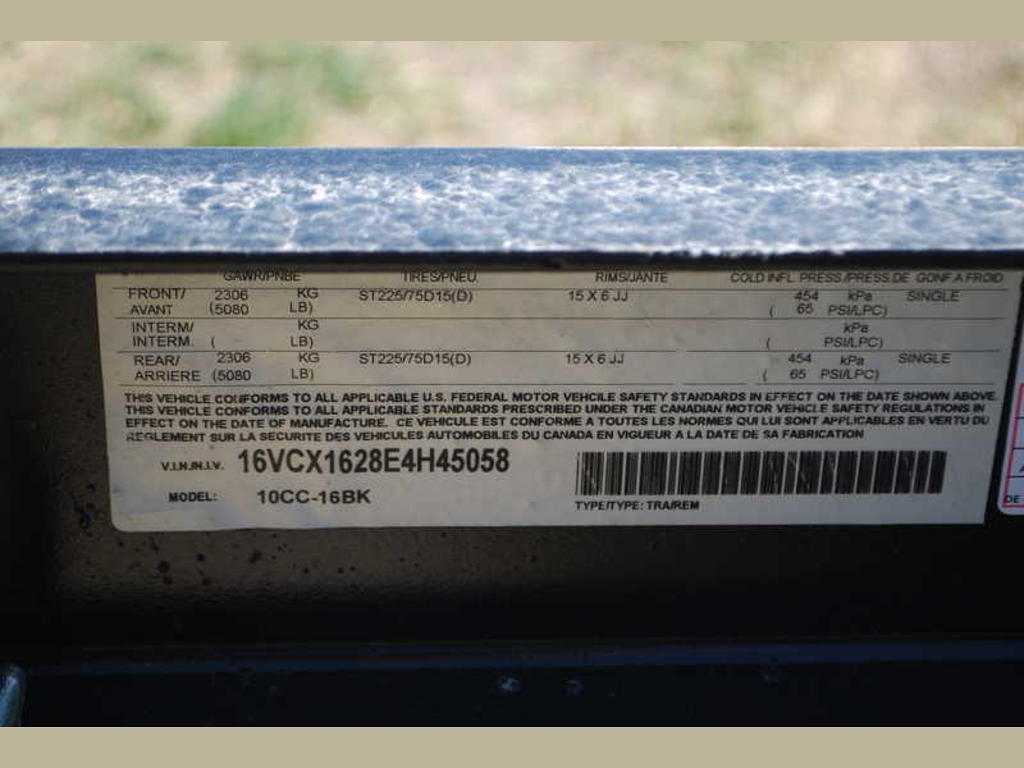 GAWR/PNBE TIRES/PNEU. RIMS/JANTE COLD INFL. PRESS./PRESS.DE GONF A FROID
FRONT/ 2306 KG ST225/75D15(D) 15 X 6 JJ 454 kPa SINGLE
AVANT (5080 LB) ( 65 PSI/LPC)
INTERM/ KG kPa
INTERM. ( LB) ( PSI/LPC)
REAR/ 2306 KG ST225/75D15(D) 15 X 6 JJ 454 kPa SINGLE
ARRIERE (5080 LB) ( 65 PSI/LPC)
THIS VEHICLE CONFORMS TO ALL APPLICABLE U.S. FEDERAL MOTOR VEHCILE SAFETY STANDARDS IN EFFECT ON THE DATE SHOWN ABOVE.
THIS VEHICLE CONFORMS TO ALL APPLICABLE STANDARDS PRESCRIBED UNDER THE CANADIAN MOTOR VEHICLE SAFETY REGULATIONS IN
EFFECT ON THE DATE OF MANUFACTURE. CE VEHICULE EST CONFORME A TOUTES LES NORMES QUI LUI SONT APPLICABLES EN VERTU DU
REGLEMENT SUR LA SECURITE DES VEHICULES AUTOMOBILES DU CANADA EN VIGUEUR A LA DATE DE SA FABRICATION
V.I.N./N.I.V. 16VCX1628E4H45058
MODEL: 10CC-16BK
TYPE/TYPE: TRA/REM
DE